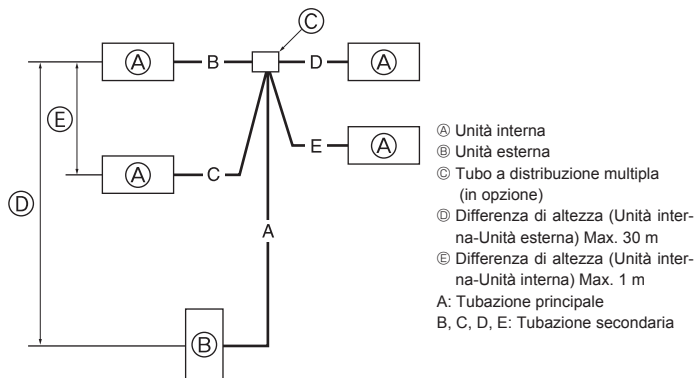 Ⓒ
Ⓐ B D Ⓐ
Ⓔ
Ⓐ C E Ⓐ
Ⓓ
A
Ⓑ
Ⓐ Unità interna
Ⓑ Unità esterna
Ⓒ Tubo a distribuzione multipla
(in opzione)
Ⓓ Differenza di altezza (Unità inter-
na-Unità esterna) Max. 30 m
Ⓔ Differenza di altezza (Unità inter-
na-Unità interna) Max. 1 m
A: Tubazione principale
B, C, D, E: Tubazione secondaria